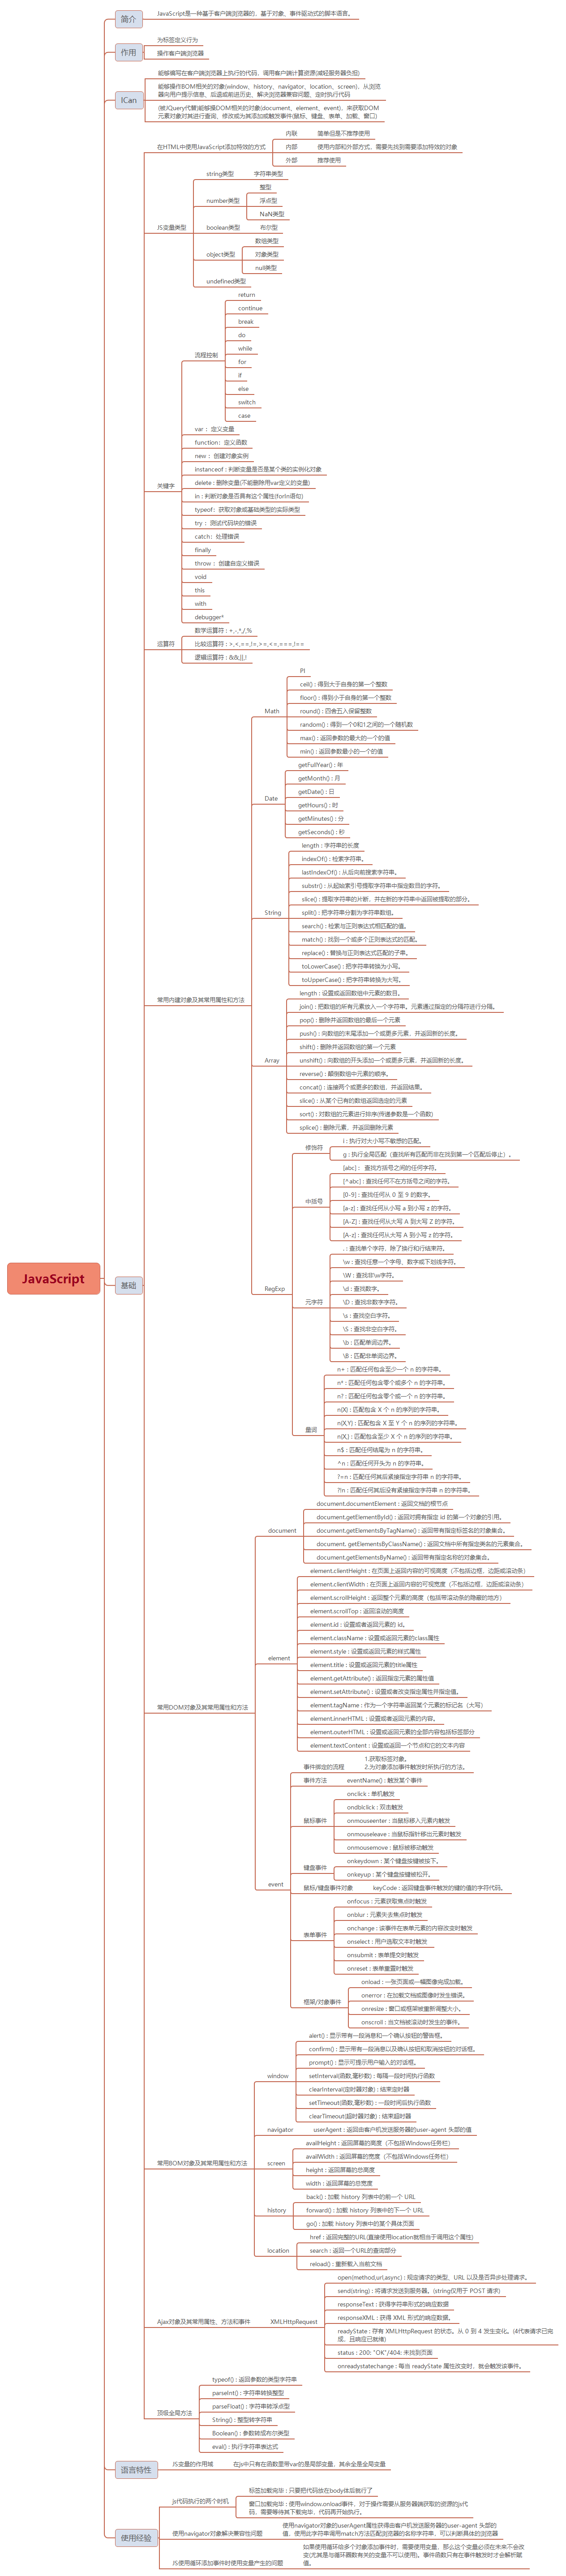 简介
JavaScript是一种基于客户端浏览器的、基于对象、事件驱动式的脚本语言。
作用
为标签定义行为
操作客户端浏览器
ICan
能够编写在客户端浏览器上执行的代码，调用客户端计算资源(减轻服务器负担)
能够操作BOM相关的对象(window、history、navigator、location、screen)，从浏览
器向用户提示信息、后退或前进历史、解决浏览器兼容问题、定时执行代码
(被JQuery代替)能够操DOM相关的对象(document、element、event)，来获取DOM
元素对象对其进行查询、修改或为其添加或触发事件(鼠标、键盘、表单、加载、窗口)
JavaScript
基础
在HTML中使用JavaScript添加特效的方式
内联
简单但是不推荐使用
内部
使用内部和外部方式，需要先找到需要添加特效的对象
外部
推荐使用
JS变量类型
string类型
字符串类型
number类型
整型
浮点型
NaN类型
boolean类型
布尔型
object类型
数组类型
对象类型
null类型
undefined类型
关键字
流程控制
return
continue
break
do
while
for
if
else
switch
case
var ：定义变量
function：定义函数
new ：创建对象实例
instanceof : 判断变量是否是某个类的实例化对象
delete : 删除变量(不能删除用var定义的变量)
in : 判断对象是否具有这个属性(forIn语句)
typeof：获取对象或基础类型的实际类型
try ：测试代码块的错误
catch：处理错误
finally
throw ：创建自定义错误
void
this
with
debugger*
运算符
数学运算符 : +,-,*,/,%
比较运算符 : >,<,==,!=,>=,<=,===,!==
逻辑运算符 : &&,||,!
常用内建对象及其常用属性和方法
Math
PI
ceil() : 得到大于自身的第一个整数
floor() : 得到小于自身的第一个整数
round() : 四舍五入保留整数
random() : 得到一个0和1之间的一个随机数
max() : 返回参数的最大的一个的值
min() : 返回参数最小的一个的值
Date
getFullYear() : 年
getMonth() : 月
getDate() : 日
getHours() : 时
getMinutes() : 分
getSeconds() : 秒
String
length : 字符串的长度
indexOf() : 检索字符串。
lastIndexOf() : 从后向前搜索字符串。
substr() : 从起始索引号提取字符串中指定数目的字符。
slice() : 提取字符串的片断，并在新的字符串中返回被提取的部分。
split() : 把字符串分割为字符串数组。
search() : 检索与正则表达式相匹配的值。
match() : 找到一个或多个正则表达式的匹配。
replace() : 替换与正则表达式匹配的子串。
toLowerCase() : 把字符串转换为小写。
toUpperCase() : 把字符串转换为大写。
Array
length : 设置或返回数组中元素的数目。
join() : 把数组的所有元素放入一个字符串。元素通过指定的分隔符进行分隔。
pop() : 删除并返回数组的最后一个元素
push() : 向数组的末尾添加一个或更多元素，并返回新的长度。
shift() : 删除并返回数组的第一个元素
unshift() : 向数组的开头添加一个或更多元素，并返回新的长度。
reverse() : 颠倒数组中元素的顺序。
concat() : 连接两个或更多的数组，并返回结果。
slice() : 从某个已有的数组返回选定的元素
sort() : 对数组的元素进行排序(传递参数是一个函数)
splice() : 删除元素，并返回删除元素
RegExp
修饰符
i : 执行对大小写不敏感的匹配。
g : 执行全局匹配（查找所有匹配而非在找到第一个匹配后停止）。
中括号
[abc] ： 查找方括号之间的任何字符。
[^abc] : 查找任何不在方括号之间的字符。
[0-9] : 查找任何从 0 至 9 的数字。
[a-z] : 查找任何从小写 a 到小写 z 的字符。
[A-Z] : 查找任何从大写 A 到大写 Z 的字符。
[A-z] : 查找任何从大写 A 到小写 z 的字符。
元字符
. : 查找单个字符，除了换行和行结束符。
\w : 查找任意一个字母、数字或下划线字符。
\W : 查找非\w字符。
\d : 查找数字。
\D : 查找非数字字符。
\s : 查找空白字符。
\S : 查找非空白字符。
\b : 匹配单词边界。
\B : 匹配非单词边界。
量词
n+ : 匹配任何包含至少一个 n 的字符串。
n* : 匹配任何包含零个或多个 n 的字符串。
n? : 匹配任何包含零个或一个 n 的字符串。
n{X} : 匹配包含 X 个 n 的序列的字符串。
n{X,Y} : 匹配包含 X 至 Y 个 n 的序列的字符串。
n{X,} : 匹配包含至少 X 个 n 的序列的字符串。
n$ : 匹配任何结尾为 n 的字符串。
^n : 匹配任何开头为 n 的字符串。
?=n : 匹配任何其后紧接指定字符串 n 的字符串。
?!n : 匹配任何其后没有紧接指定字符串 n 的字符串。
常用DOM对象及其常用属性和方法
document
document.documentElement : 返回文档的根节点
document.getElementById() : 返回对拥有指定 id 的第一个对象的引用。
document.getElementsByTagName() : 返回带有指定标签名的对象集合。
document. getElementsByClassName() : 返回文档中所有指定类名的元素集合。
document.getElementsByName() : 返回带有指定名称的对象集合。
element
element.clientHeight : 在页面上返回内容的可视高度（不包括边框，边距或滚动条）
element.clientWidth : 在页面上返回内容的可视宽度（不包括边框，边距或滚动条）
element.scrollHeight : 返回整个元素的高度（包括带滚动条的隐蔽的地方）
element.scrollTop : 返回滚动的高度
element.id : 设置或者返回元素的 id。
element.className : 设置或返回元素的class属性
element.style : 设置或返回元素的样式属性
element.title : 设置或返回元素的title属性
element.getAttribute() : 返回指定元素的属性值
element.setAttribute() : 设置或者改变指定属性并指定值。
element.tagName : 作为一个字符串返回某个元素的标记名（大写）
element.innerHTML : 设置或者返回元素的内容。
element.outerHTML : 设置或返回元素的全部内容包括标签部分
element.textContent : 设置或返回一个节点和它的文本内容
event
事件绑定的流程
1.获取标签对象。
2.为对象添加事件触发时所执行的方法。
事件方法
eventName() : 触发某个事件
鼠标事件
onclick : 单机触发
ondblclick : 双击触发
onmouseenter : 当鼠标移入元素内触发
onmouseleave : 当鼠标指针移出元素时触发
onmousemove : 鼠标被移动触发
键盘事件
onkeydown : 某个键盘按键被按下。
onkeyup : 某个键盘按键被松开。
鼠标/键盘事件对象
keyCode : 返回键盘事件触发的键的值的字符代码。
表单事件
onfocus : 元素获取焦点时触发
onblur : 元素失去焦点时触发
onchange : 该事件在表单元素的内容改变时触发
onselect : 用户选取文本时触发
onsubmit : 表单提交时触发
onreset : 表单重置时触发
框架/对象事件
onload : 一张页面或一幅图像完成加载。
onerror : 在加载文档或图像时发生错误。
onresize : 窗口或框架被重新调整大小。
onscroll : 当文档被滚动时发生的事件。
常用BOM对象及其常用属性和方法
window
alert() : 显示带有一段消息和一个确认按钮的警告框。
confirm() : 显示带有一段消息以及确认按钮和取消按钮的对话框。
prompt() : 显示可提示用户输入的对话框。
setInterval(函数,毫秒数) : 每隔一段时间执行函数
clearInterval(定时器对象) : 结束定时器
setTimeout(函数,毫秒数) : 一段时间后执行函数
clearTimeout(超时器对象) : 结束超时器
navigator
userAgent : 返回由客户机发送服务器的user-agent 头部的值
screen
availHeight : 返回屏幕的高度（不包括Windows任务栏）
availWidth : 返回屏幕的宽度（不包括Windows任务栏）
height : 返回屏幕的总高度
width : 返回屏幕的总宽度
history
back() : 加载 history 列表中的前一个 URL
forward() : 加载 history 列表中的下一个 URL
go() : 加载 history 列表中的某个具体页面
location
href : 返回完整的URL(直接使用location就相当于调用这个属性)
search : 返回一个URL的查询部分
reload() : 重新载入当前文档
Ajax对象及其常用属性、方法和事件
XMLHttpRequest
open(method,url,async) : 规定请求的类型、URL 以及是否异步处理请求。
send(string) : 将请求发送到服务器。(string仅用于 POST 请求)
responseText : 获得字符串形式的响应数据
responseXML : 获得 XML 形式的响应数据。
readyState : 存有 XMLHttpRequest 的状态。从 0 到 4 发生变化。(4代表请求已完
成，且响应已就绪)
status : 200: "OK"/404: 未找到页面
onreadystatechange : 每当 readyState 属性改变时，就会触发该事件。
顶级全局方法
typeof() : 返回参数的类型字符串
parseInt() : 字符串转换整型
parseFloat() : 字符串转浮点型
String() : 整型转字符串
Boolean() : 参数转成布尔类型
eval() : 执行字符串表达式
语言特性
JS变量的作用域
在js中只有在函数里带var的是局部变量，其余全是全局变量
使用经验
Js代码执行的两个时机
标签加载完毕 : 只要把代码放在body体后就行了
窗口加载完毕 : 使用window.onload事件，对于操作需要从服务器端获取的资源的js代
码，需要等待其下载完毕，代码再开始执行。
使用navigator对象解决兼容性问题
使用navigator对象的userAgent属性获得由客户机发送服务器的user-agent 头部的
值，使用此字符串调用match方法匹配浏览器的名称字符串，可以判断具体的浏览器
JS使用循环添加事件时使用变量产生的问题
如果使用循环给多个对象添加事件时，需要使用变量，那么这个变量必须在未来不会改
变(尤其是与循环函数有关的变量不可以使用)。事件函数只有在事件触发时才会解析赋
值。